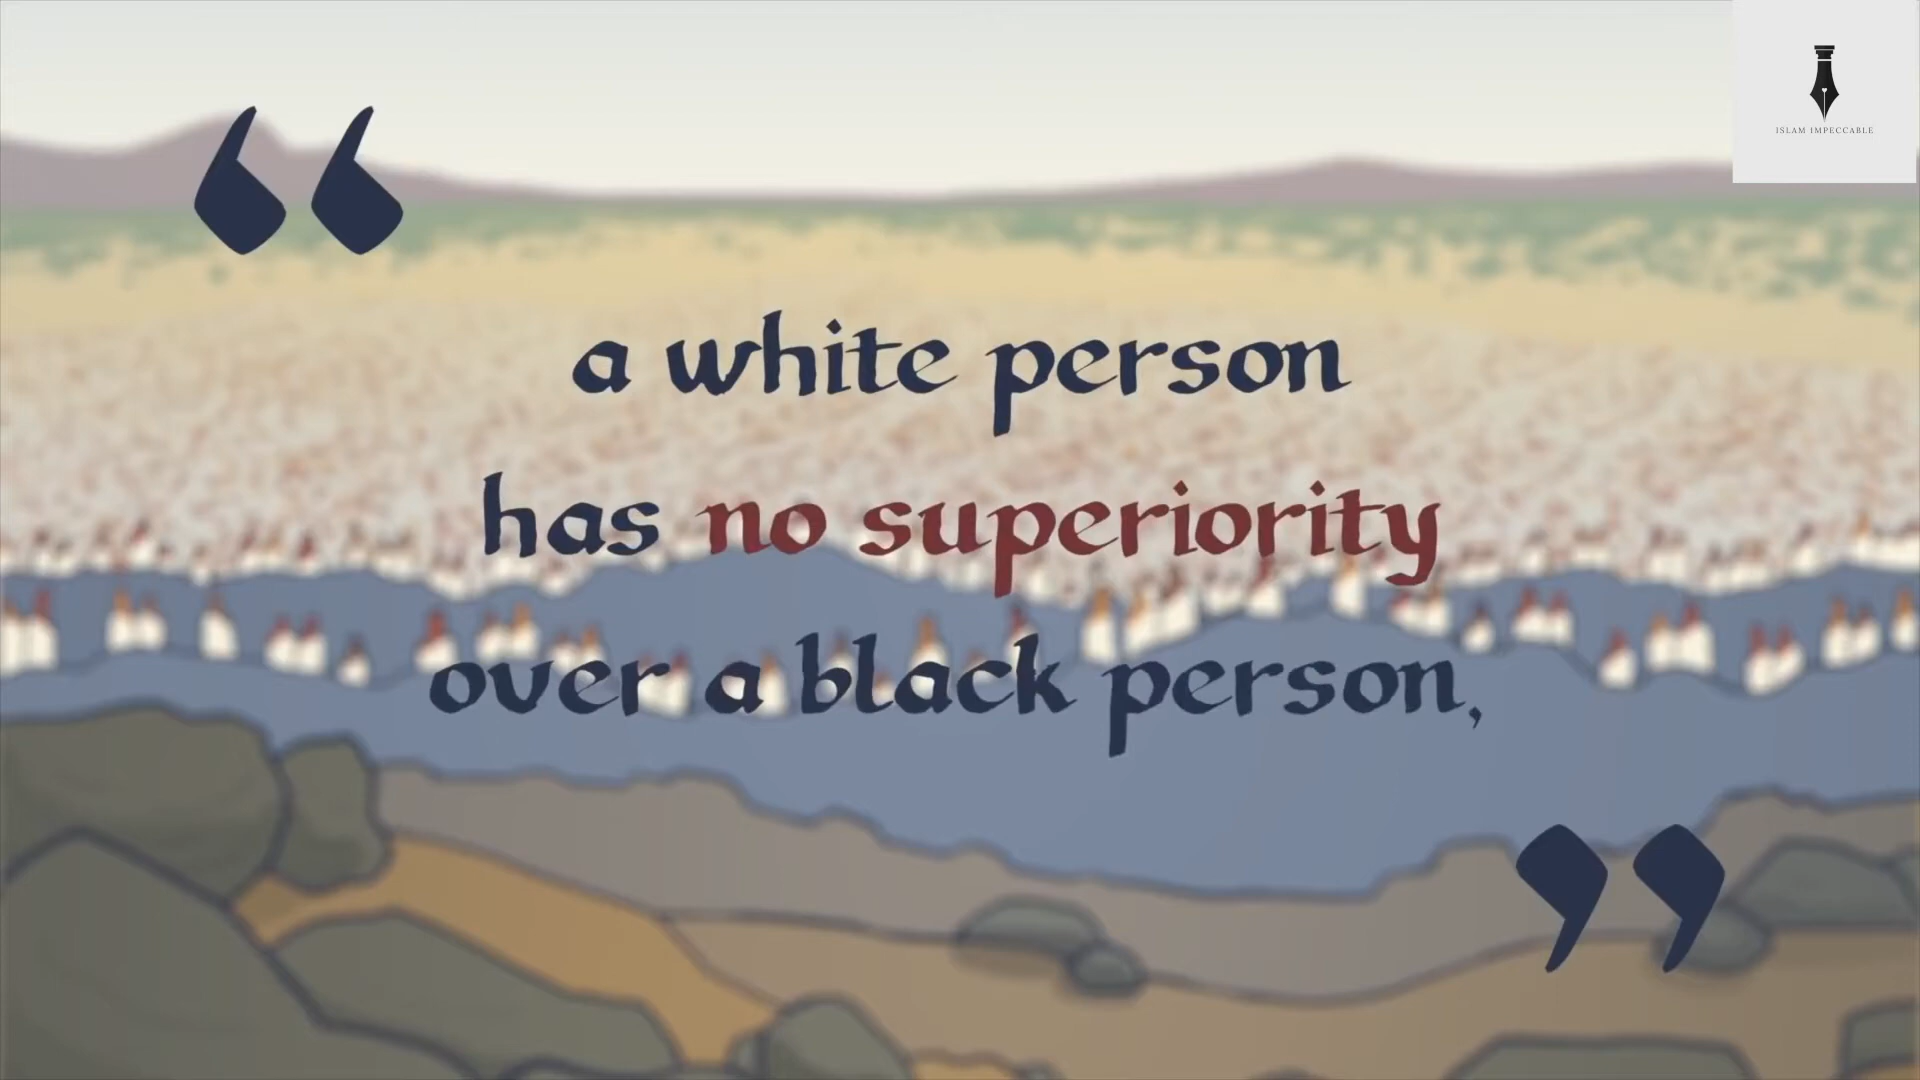 ISLAM IMPECCABLE
“
a white person
has no superiority
over a black person,
”